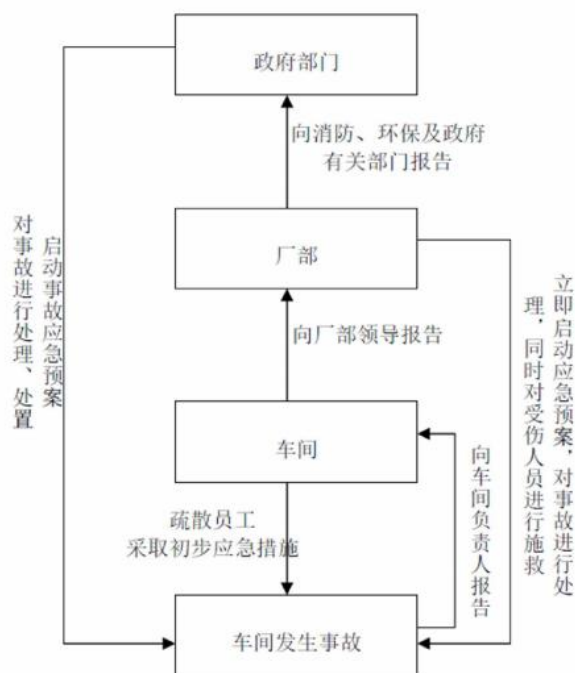 政府部门
向消防、环保及政府
有关部门报告
厂部
向厂部领导报告
车间
疏散员工
采取初步应急措施
车间发生事故
启动事故应急预案
对事故进行处理、处置
向车间负责人报告
立即启动应急预案，对事故进行处
理，同时对受伤人员进行施救